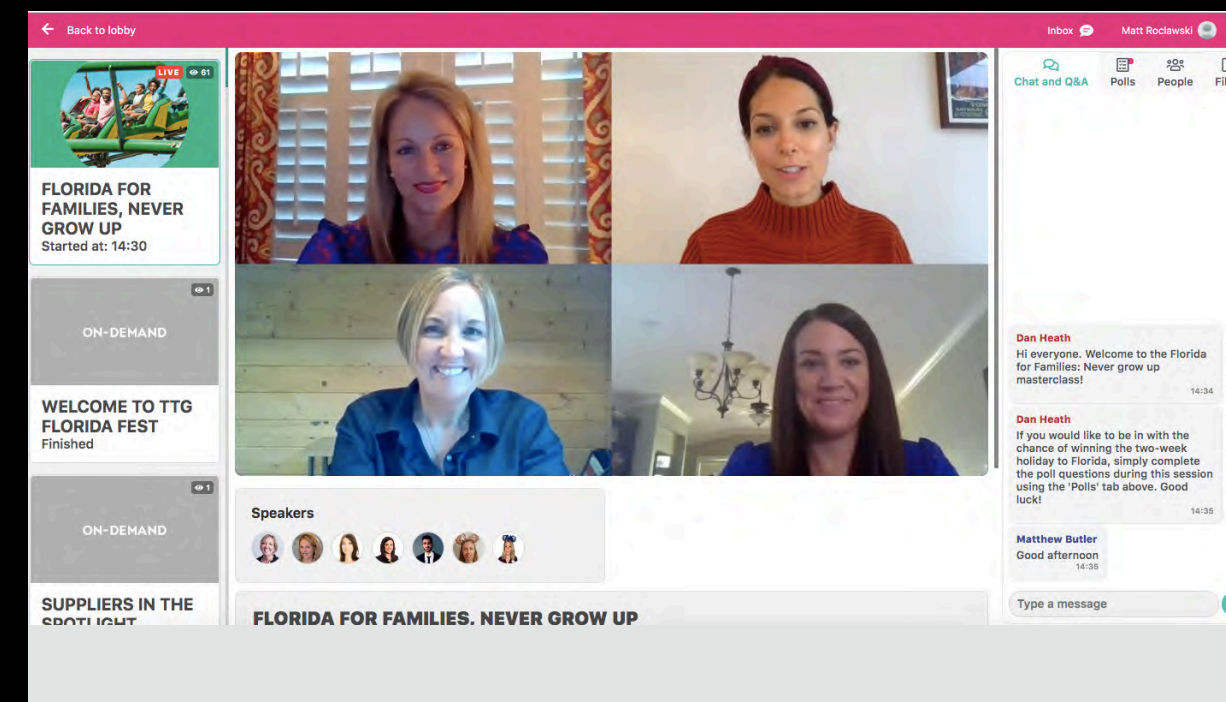 Back to lobby
Inbox
Matt Roclawski
LIVE 61
FLORIDA FOR
FAMILIES, NEVER
GROW UP
Started at: 14:30
1
ON-DEMAND
WELCOME TO TTG
FLORIDA FEST
Finished
1
ON-DEMAND
SUPPLIERS IN THE
SPOTLIGHT
Speakers
FLORIDA FOR FAMILIES, NEVER GROW UP
Chat and Q&A
Polls
People
Dan Heath
Hi everyone. Welcome to the Florida
for Families: Never grow up
masterclass!
14:34
Dan Heath
If you would like to be in with the
chance of winning the two-week
holiday to Florida, simply complete
the poll questions during this session
using the 'Polls' tab above. Good
luck!
14:35
Matthew Butler
Good afternoon
14:35
Type a message